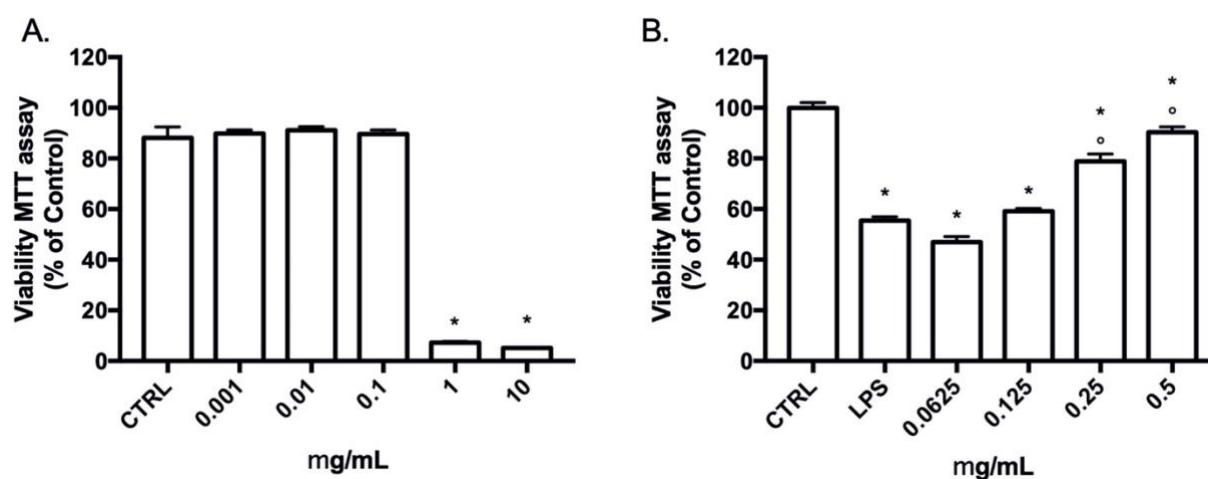 A.
Viability MTT assay
(% of Control)
120
100
80
60
40
20
0
* *
CTRL
0.001
0.01
0.1
1
10
mg/mL
B.
Viability MTT assay
(% of Control)
120
100
80
60
40
20
0
*
*
*
*
°
*
°
CTRL
LPS
0.0625
0.125
0.25
0.5
mg/mL